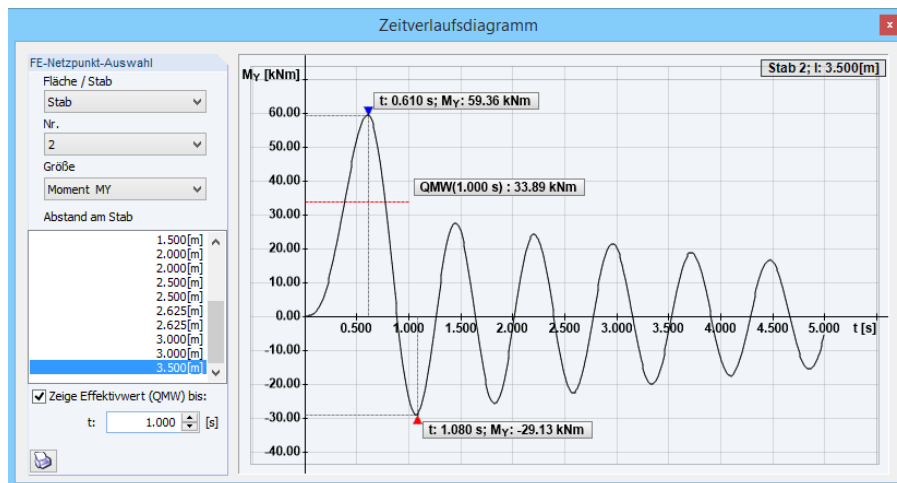 Zeitverlaufsdiagramm
x
FE-Netzpunkt-Auswahl
Fläche / Stab
Stab
Nr.
2
Größe
Moment MY
Abstand am Stab
1.500[m]
2.000[m]
2.000[m]
2.500[m]
2.500[m]
2.625[m]
2.625[m]
3.000[m]
3.000[m]
3.500[m]
Zeige Effektivwert (QMW) bis:
t: 1.000 [s]
MY [kNm]
Stab 2; l: 3.500[m]
t: 0.610 s; MY: 59.36 kNm
60.00
50.00
40.00
QMW(1.000 s) : 33.89 kNm
30.00
20.00
10.00
0.00
0.500 1.000 1.500 2.000 2.500 3.000 3.500 4.000 4.500 5.000 t [s]
-10.00
-20.00
-30.00
t: 1.080 s; MY: -29.13 kNm
-40.00